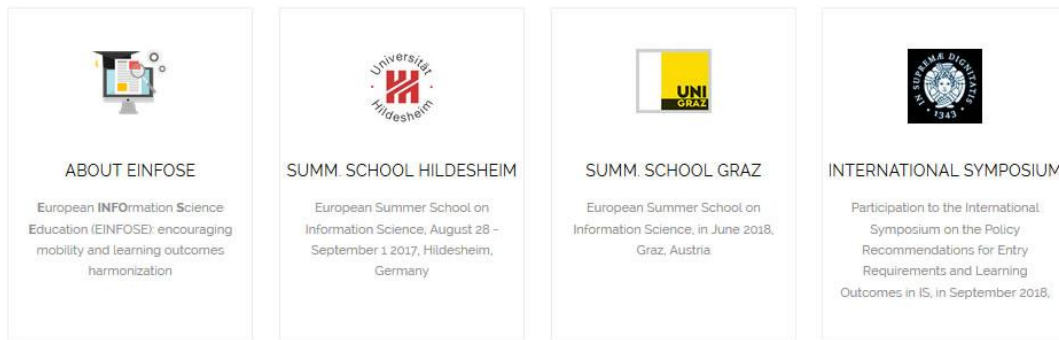 Universität
Hildesheim
UNI
GRAZ
IN SUPREMÆ DIGNITATIS
· 1343 ·
ABOUT EINFOSE
European INFOrmation Science
Education (EINFOSE): encouraging
mobility and learning outcomes
harmonization
SUMM. SCHOOL HILDESHEIM
European Summer School on
Information Science, August 28 -
September 1 2017, Hildesheim,
Germany
SUMM. SCHOOL GRAZ
European Summer School on
Information Science, in June 2018,
Graz, Austria
INTERNATIONAL SYMPOSIUM
Participation to the International
Symposium on the Policy
Recommendations for Entry
Requirements and Learning
Outcomes in IS, in September 2018,